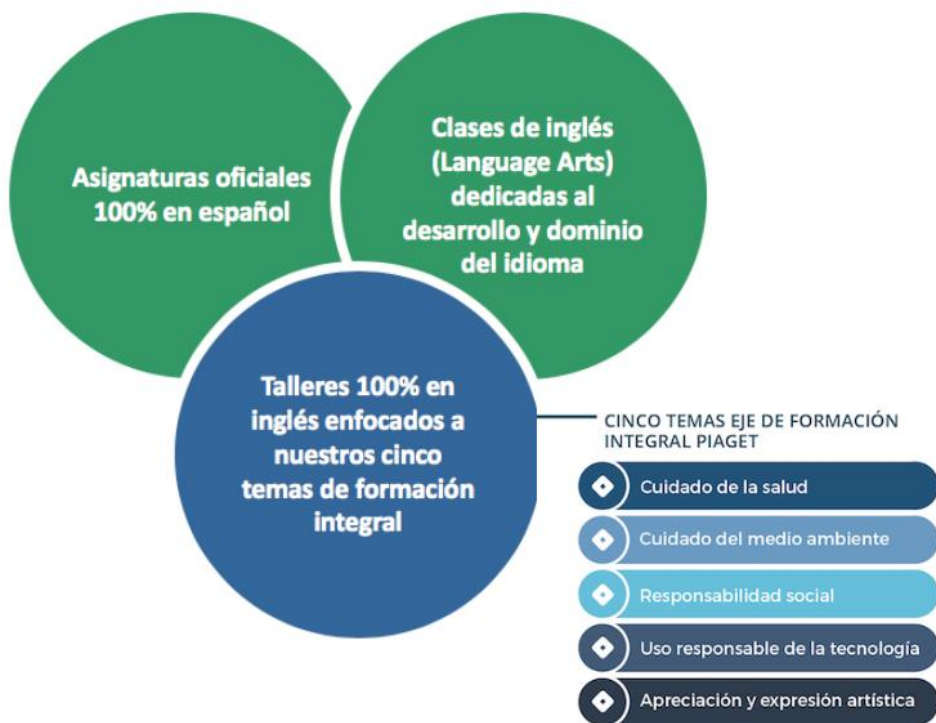 Asignaturas oficiales
100% en español
Clases de inglés
(Language Arts)
dedicadas al
desarrollo y dominio
del idioma
Talleres 100% en
inglés enfocados a
nuestros cinco
temas de formación
integral
CINCO TEMAS EJE DE FORMACIÓN
INTEGRAL PIAGET
Cuidado de la salud
Cuidado del medio ambiente
Responsabilidad social
Uso responsable de la tecnología
Apreciación y expresión artística